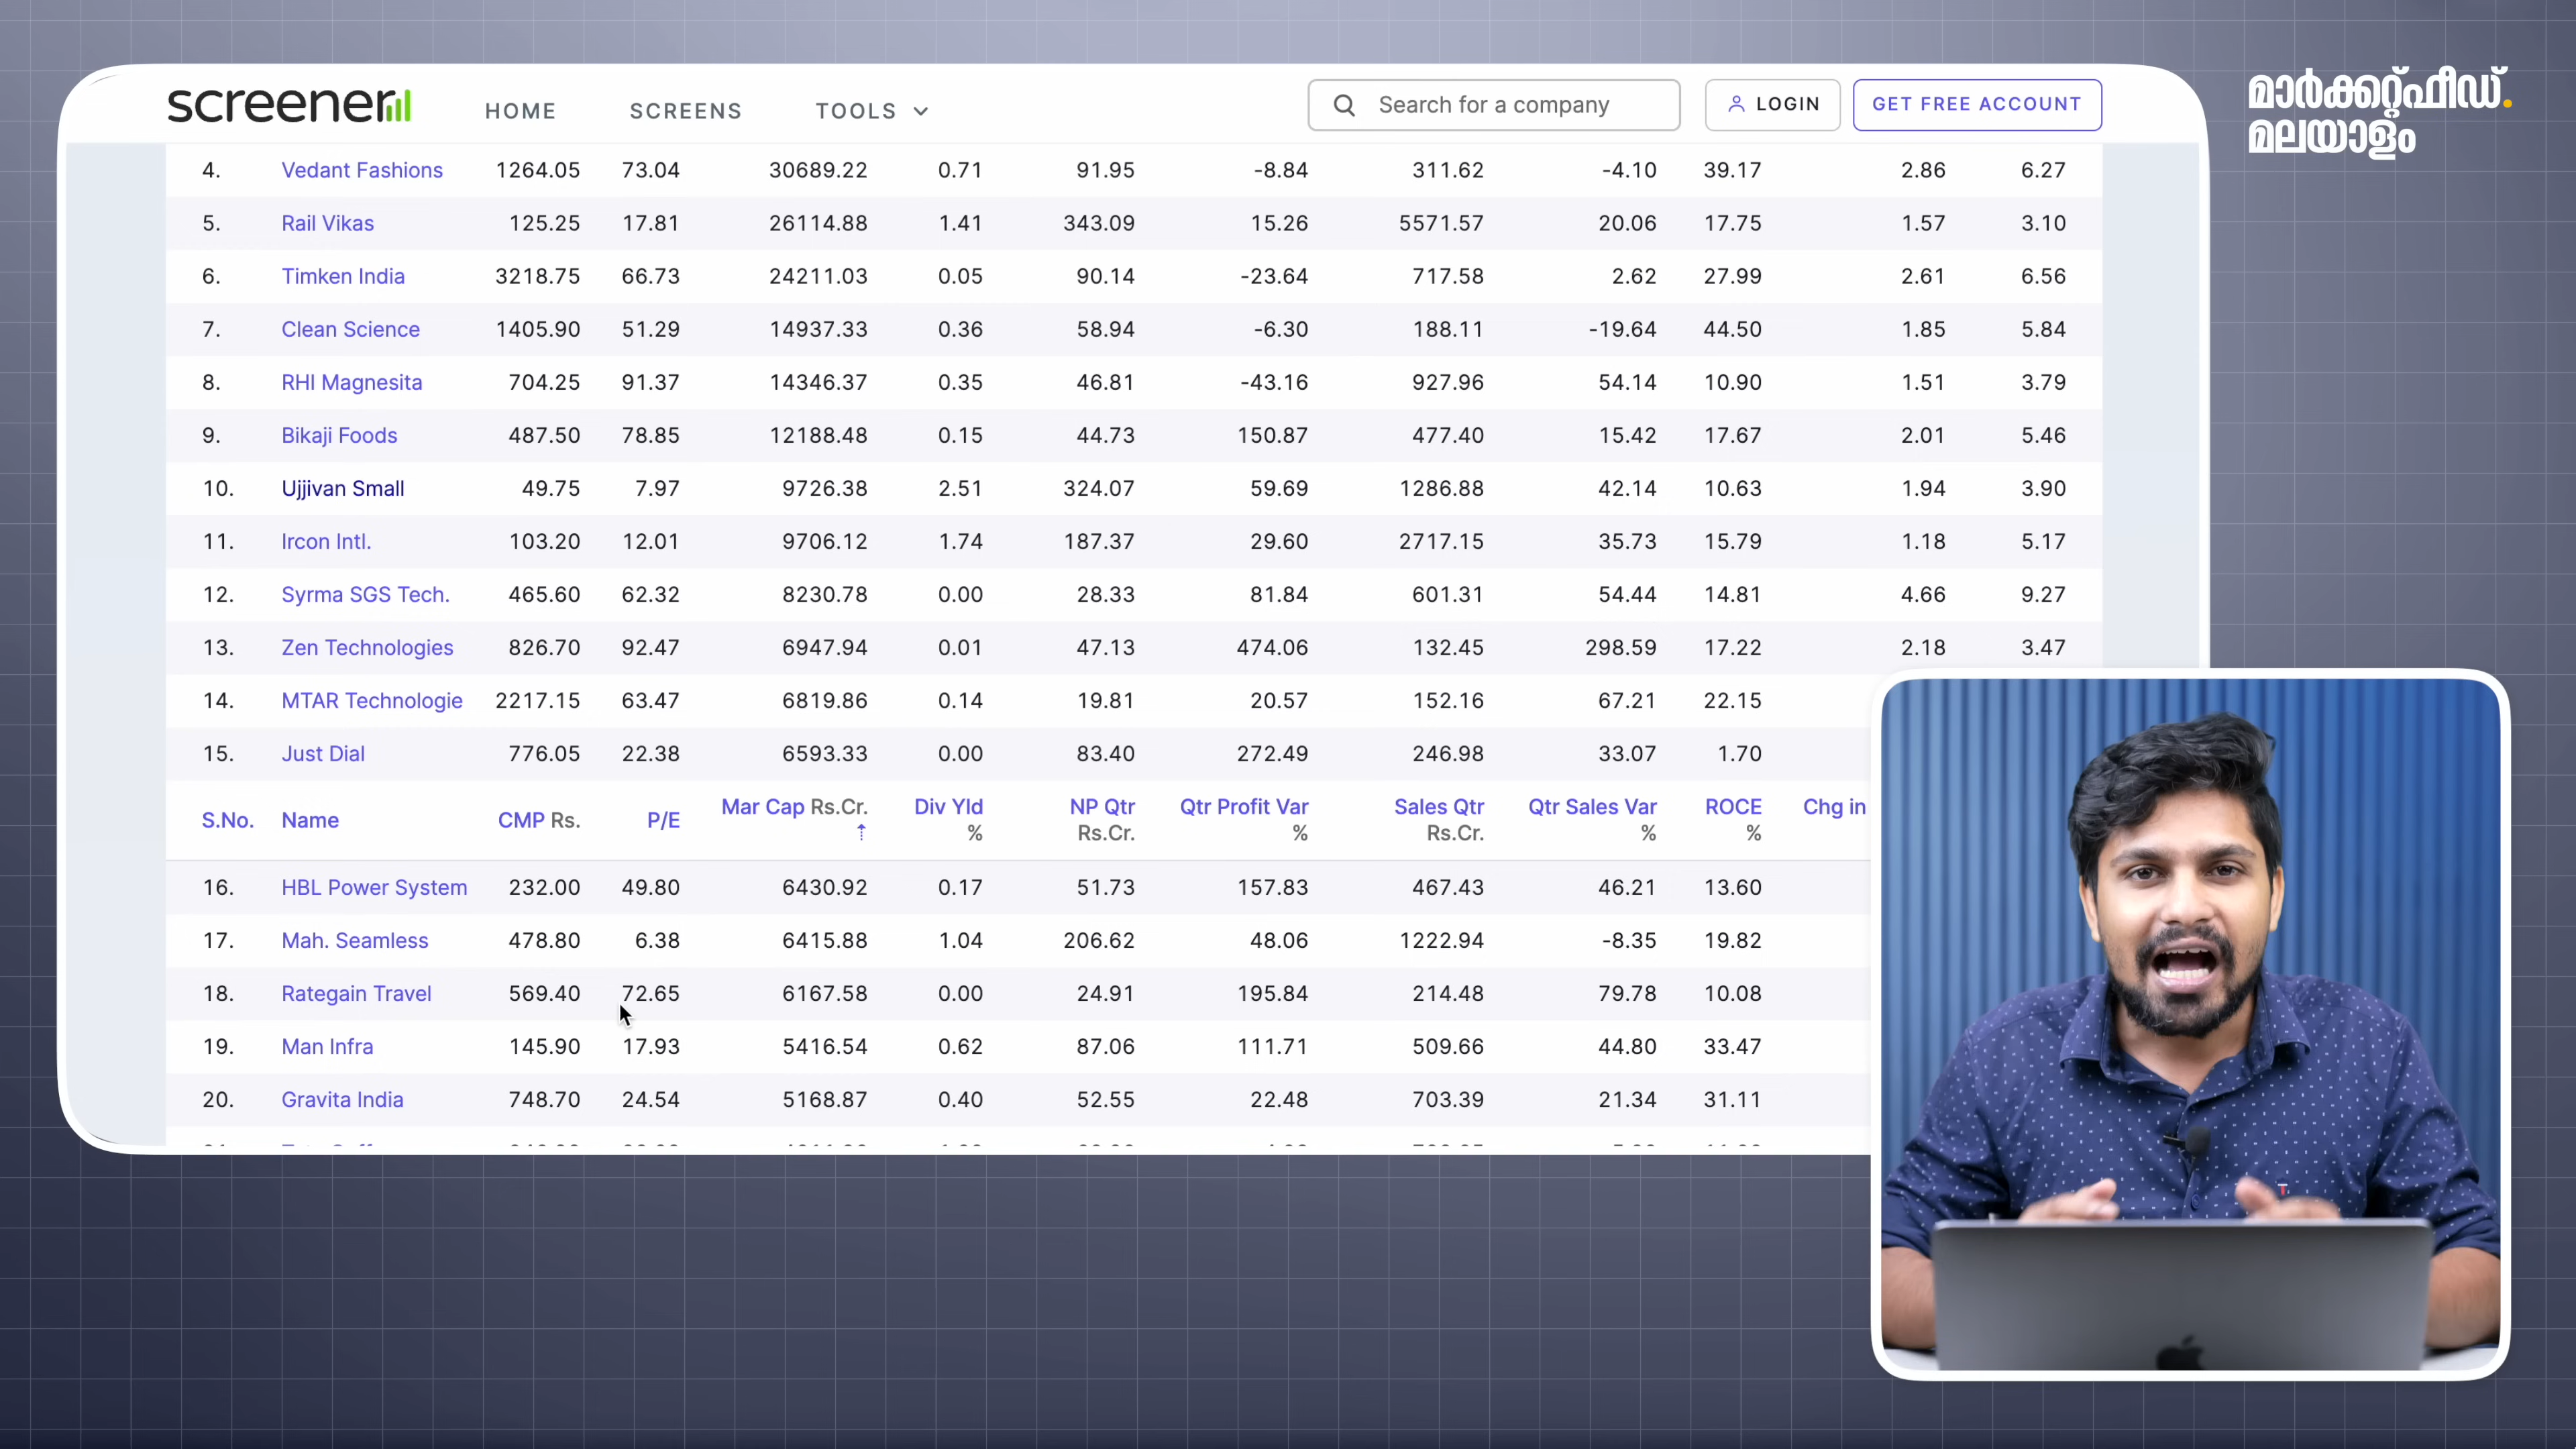 screener
HOME SCREENS TOOLS
Search for a company
LOGIN
GET FREE ACCOUNT
മാർക്കറ്റ്ഫീഡ്.
മലയാളം
4. Vedant Fashions 1264.05 73.04 30689.22 0.71 91.95 -8.84 311.62 -4.10 39.17 2.86 6.27
5. Rail Vikas 125.25 17.81 26114.88 1.41 343.09 15.26 5571.57 20.06 17.75 1.57 3.10
6. Timken India 3218.75 66.73 24211.03 0.05 90.14 -23.64 717.58 2.62 27.99 2.61 6.56
7. Clean Science 1405.90 51.29 14937.33 0.36 58.94 -6.30 188.11 -19.64 44.50 1.85 5.84
8. RHI Magnesita 704.25 91.37 14346.37 0.35 46.81 -43.16 927.96 54.14 10.90 1.51 3.79
9. Bikaji Foods 487.50 78.85 12188.48 0.15 44.73 150.87 477.40 15.42 17.67 2.01 5.46
10. Ujjivan Small 49.75 7.97 9726.38 2.51 324.07 59.69 1286.88 42.14 10.63 1.94 3.90
11. Ircon Intl. 103.20 12.01 9706.12 1.74 187.37 29.60 2717.15 35.73 15.79 1.18 5.17
12. Syrma SGS Tech. 465.60 62.32 8230.78 0.00 28.33 81.84 601.31 54.44 14.81 4.66 9.27
13. Zen Technologies 826.70 92.47 6947.94 0.01 47.13 474.06 132.45 298.59 17.22 2.18 3.47
14. MTAR Technologie 2217.15 63.47 6819.86 0.14 19.81 20.57 152.16 67.21 22.15
15. Just Dial 776.05 22.38 6593.33 0.00 83.40 272.49 246.98 33.07 1.70
S.No. Name CMP Rs. P/E Mar Cap Rs.Cr. Div Yld % NP Qtr Rs.Cr. Qtr Profit Var % Sales Qtr Rs.Cr. Qtr Sales Var % ROCE % Chg in
16. HBL Power System 232.00 49.80 6430.92 0.17 51.73 157.83 467.43 46.21 13.60
17. Mah. Seamless 478.80 6.38 6415.88 1.04 206.62 48.06 1222.94 -8.35 19.82
18. Rategain Travel 569.40 72.65 6167.58 0.00 24.91 195.84 214.48 79.78 10.08
19. Man Infra 145.90 17.93 5416.54 0.62 87.06 111.71 509.66 44.80 33.47
20. Gravita India 748.70 24.54 5168.87 0.40 52.55 22.48 703.39 21.34 31.11